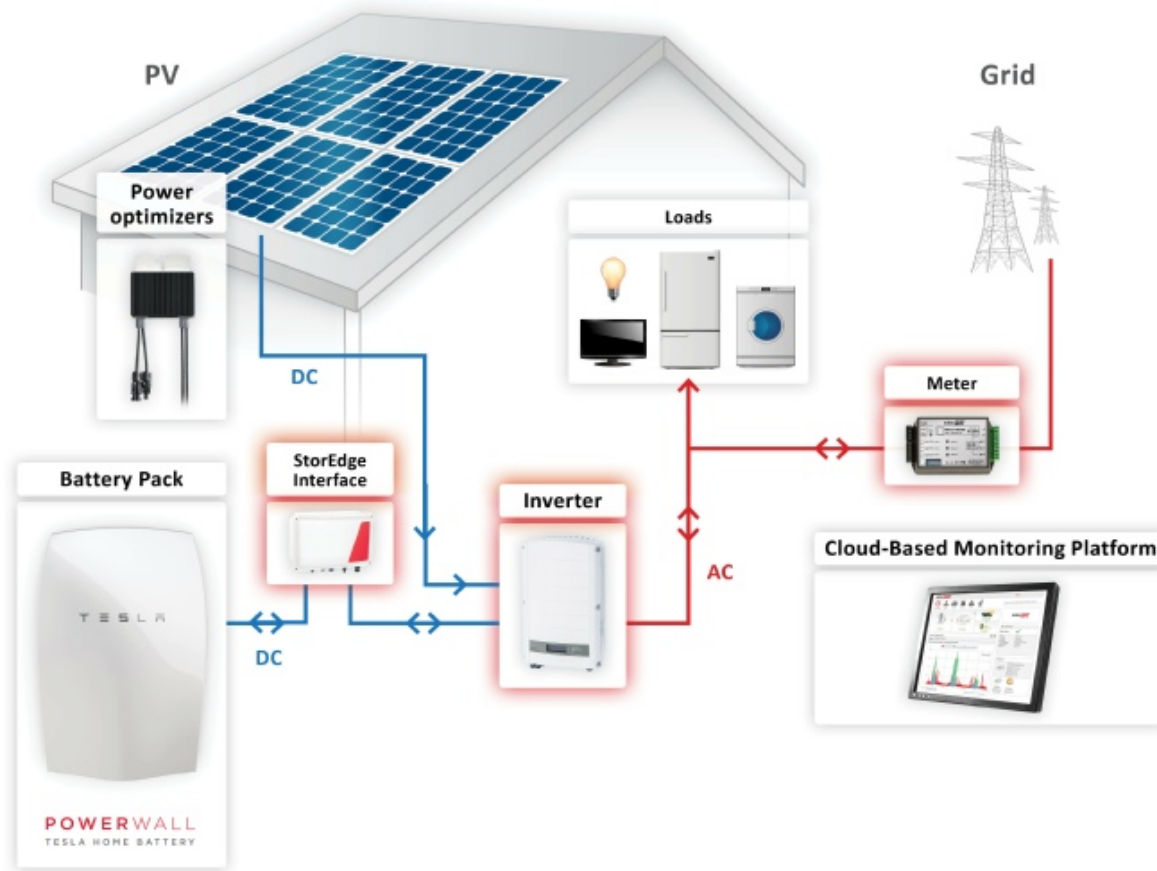 PV
Grid
Power
optimizers
Loads
DC
Meter
Battery Pack
StorEdge
Interface
Inverter
TESLA
DC
AC
Cloud-Based Monitoring Platform
POWERWALL
TESLA HOME BATTERY